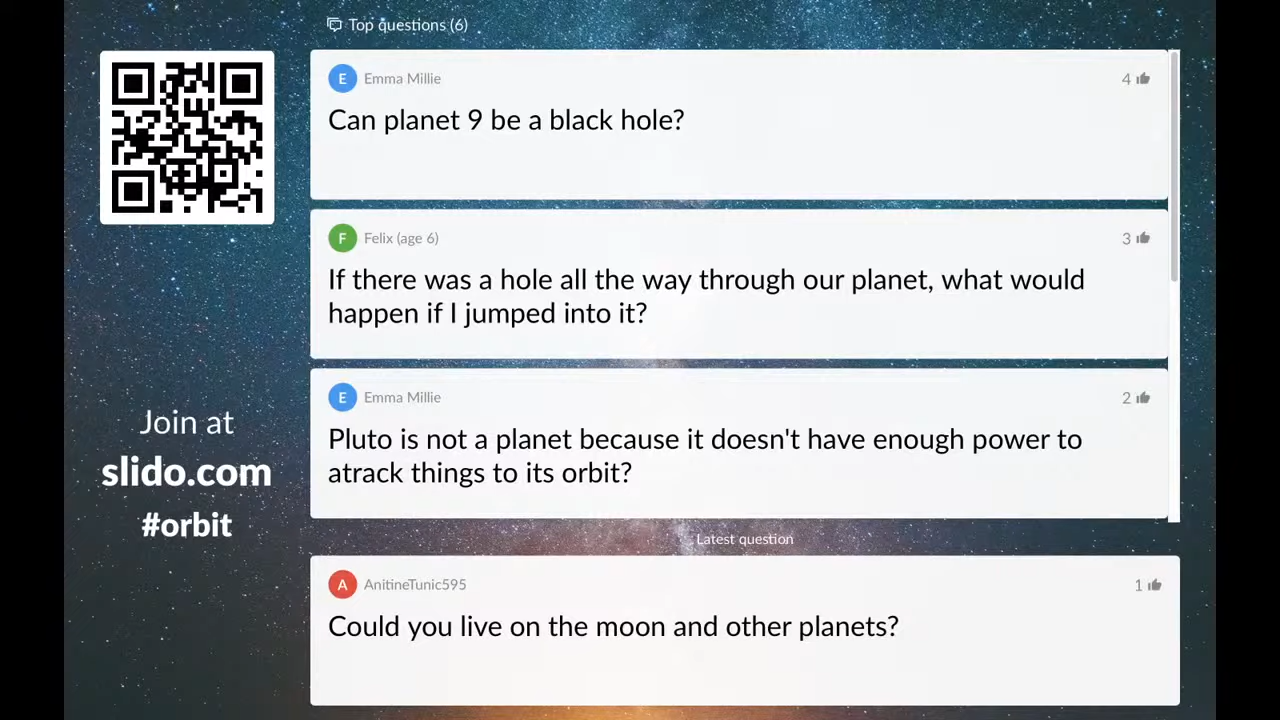 Top questions (6)
E Emma Millie 4
Can planet 9 be a black hole?
F Felix (age 6) 3
If there was a hole all the way through our planet, what would
happen if I jumped into it?
E Emma Millie 2
Pluto is not a planet because it doesn't have enough power to
atrack things to its orbit?
Join at
slido.com
#orbit
Latest question
A AnitineTunic595 1
Could you live on the moon and other planets?